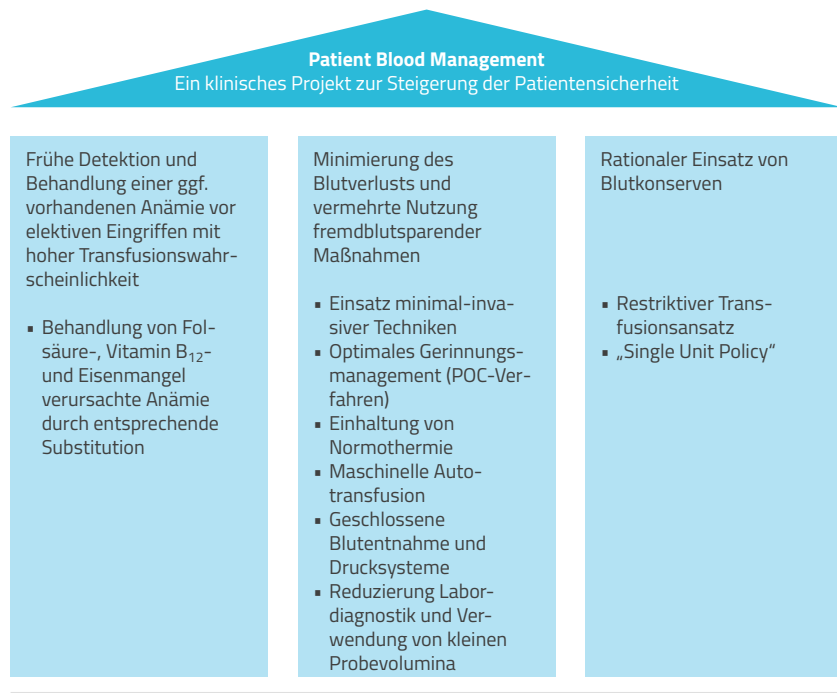 Patient Blood Management
Ein klinisches Projekt zur Steigerung der Patientensicherheit
Frühe Detektion und
Behandlung einer ggf.
vorhandenen Anämie vor
elektiven Eingriffen mit
hoher Transfusionswahr-
scheinlichkeit
▪ Behandlung von Fol-
säure-, Vitamin B₁₂-
und Eisenmangel
verursachte Anämie
durch entsprechende
Substitution
Minimierung des
Blutverlusts und
vermehrte Nutzung
fremdblutsparender
Maßnahmen
▪ Einsatz minimal-inva-
siver Techniken
▪ Optimales Gerinnungs-
management (POC-Ver-
fahren)
▪ Einhaltung von
Normothermie
▪ Maschinelle Auto-
transfusion
▪ Geschlossene
Blutentnahme und
Drucksysteme
▪ Reduzierung Labor-
diagnostik und Ver-
wendung von kleinen
Probevolumina
Rationaler Einsatz von
Blutkonserven
▪ Restriktiver Trans-
fusionsansatz
▪ „Single Unit Policy“